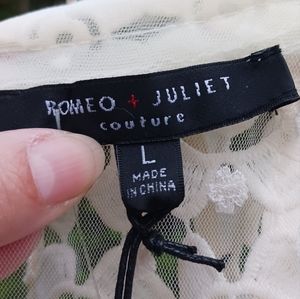 ROMEO + JULIET
couture
L
MADE
IN CHINA